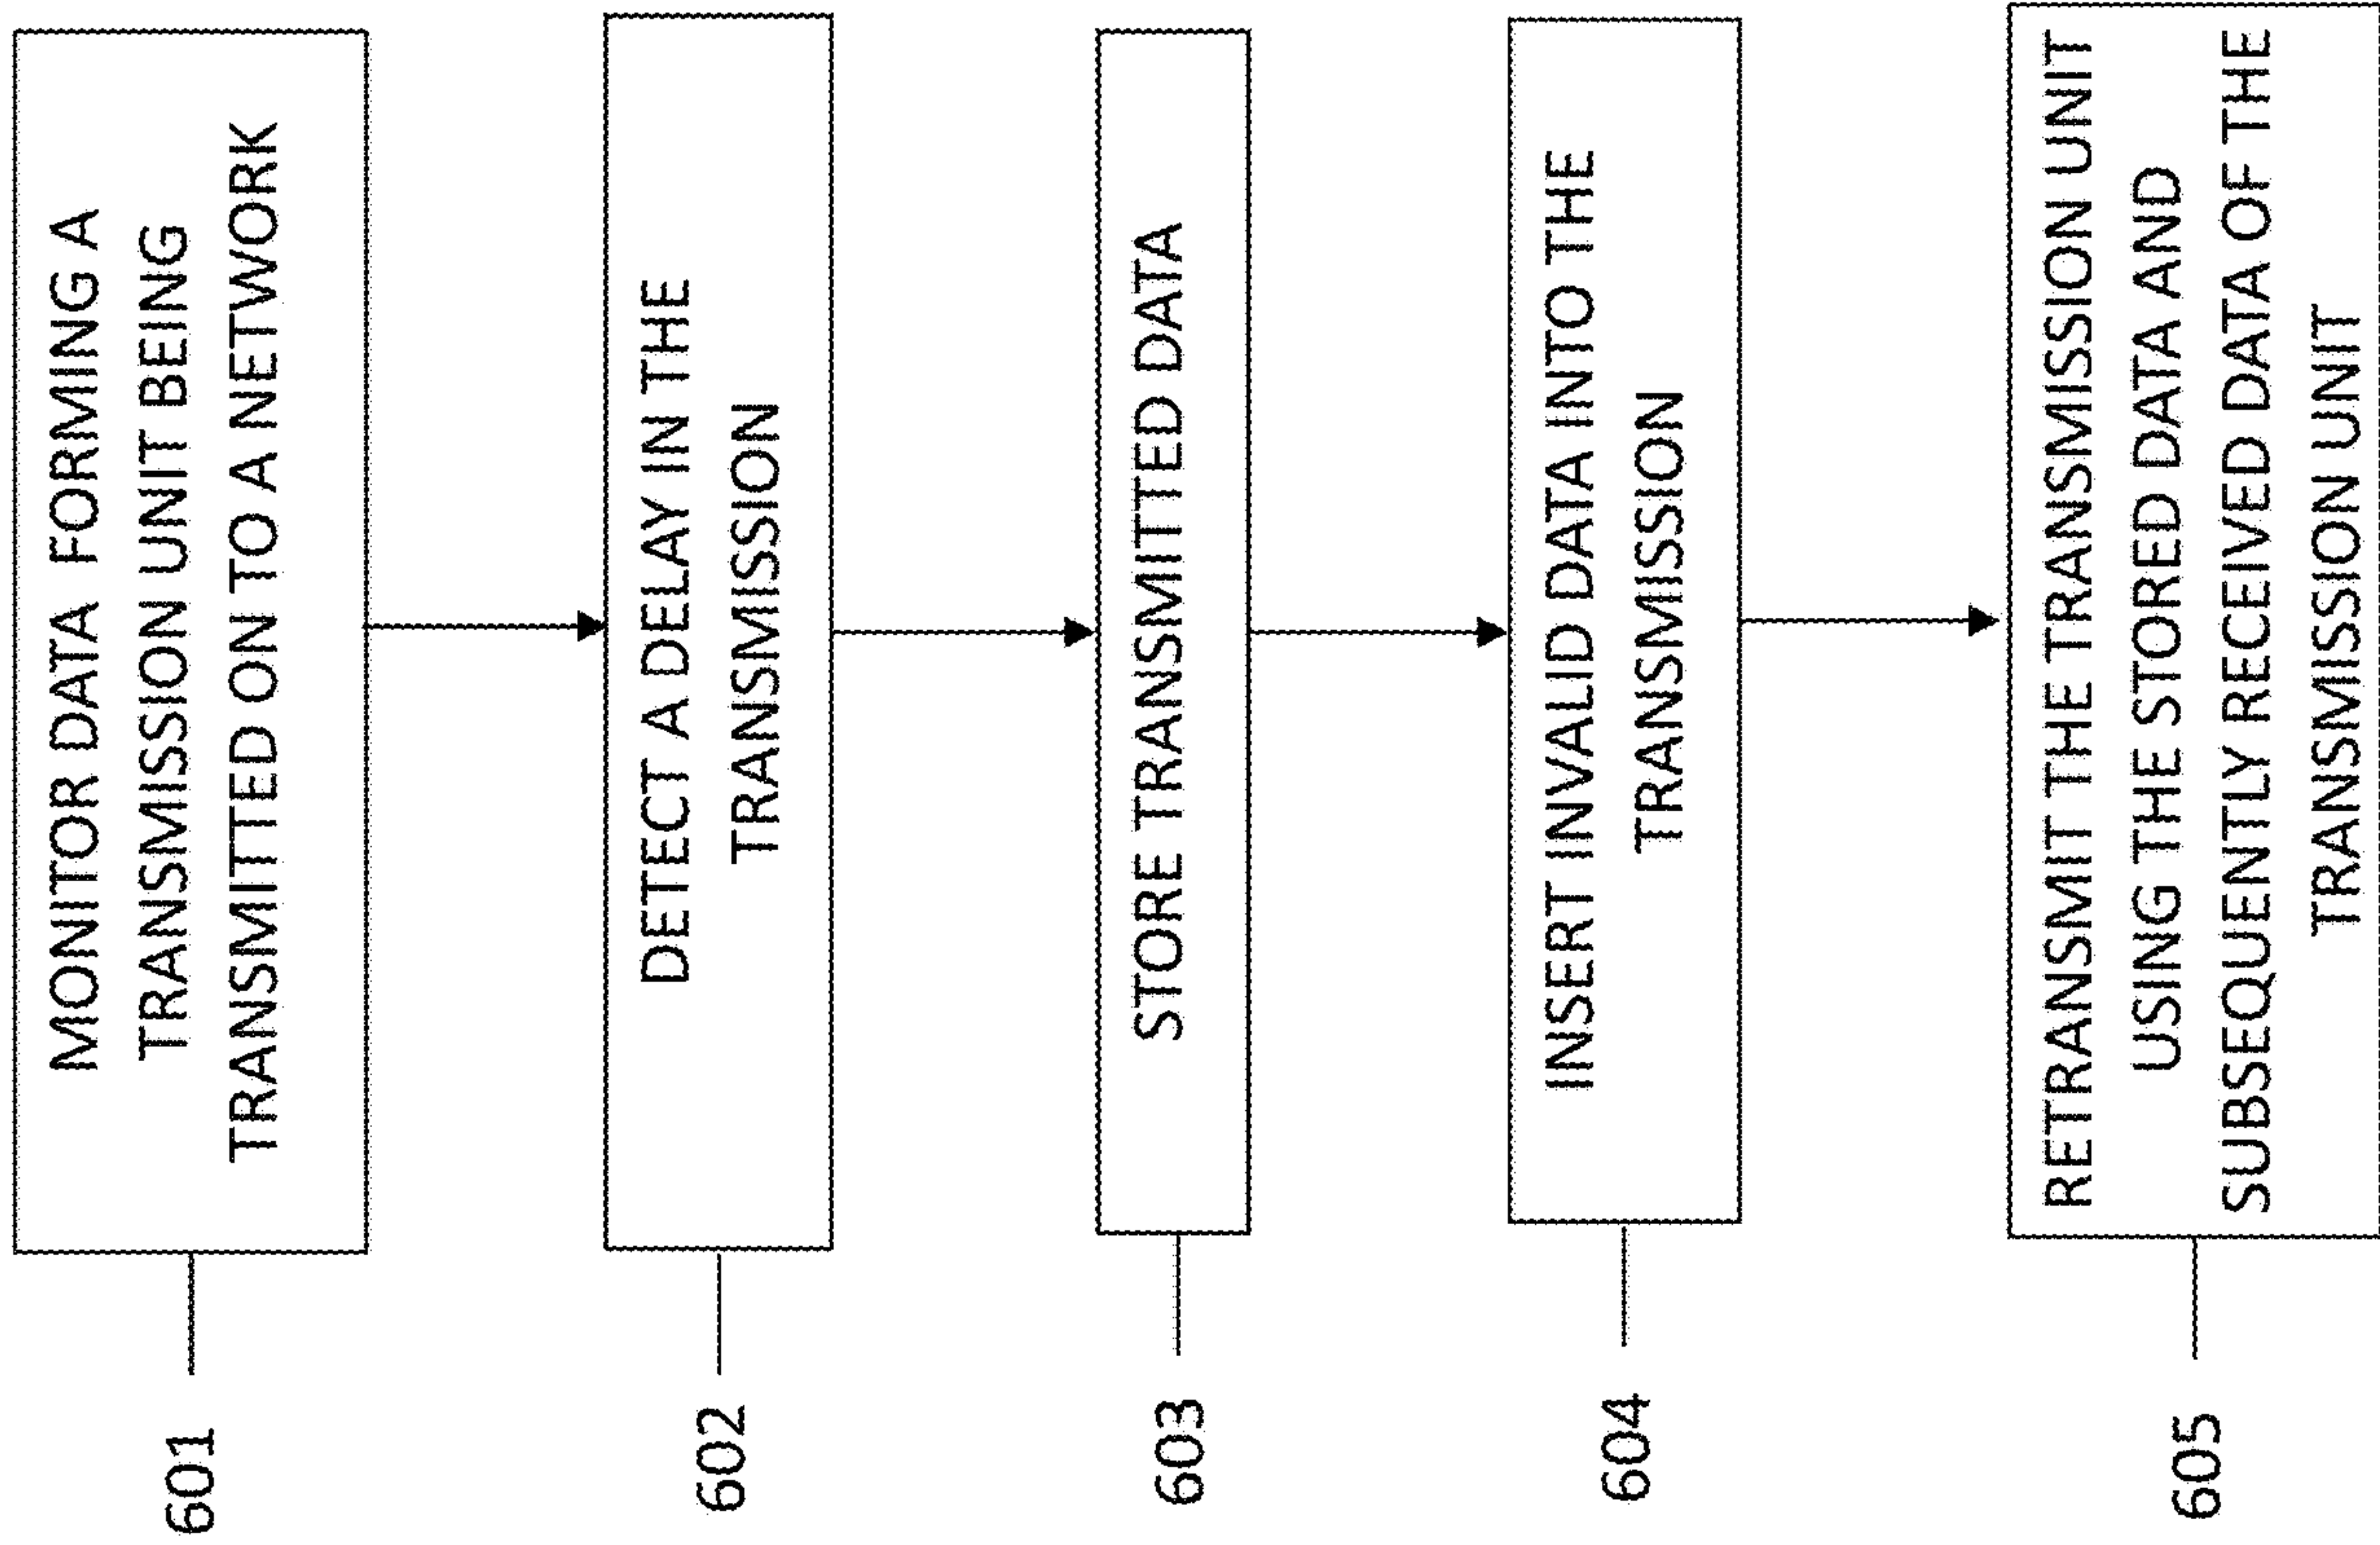 601
MONITOR DATA FORMING A
TRANSMISSION UNIT BEING
TRANSMITTED ON TO A NETWORK
602
DETECT A DELAY IN THE
TRANSMISSION
603
STORE TRANSMITTED DATA
604
INSERT INVALID DATA INTO THE
TRANSMISSION
605
RETRANSMIT THE TRANSMISSION UNIT
USING THE STORED DATA AND
SUBSEQUENTLY RECEIVED DATA OF THE
TRANSMISSION UNIT